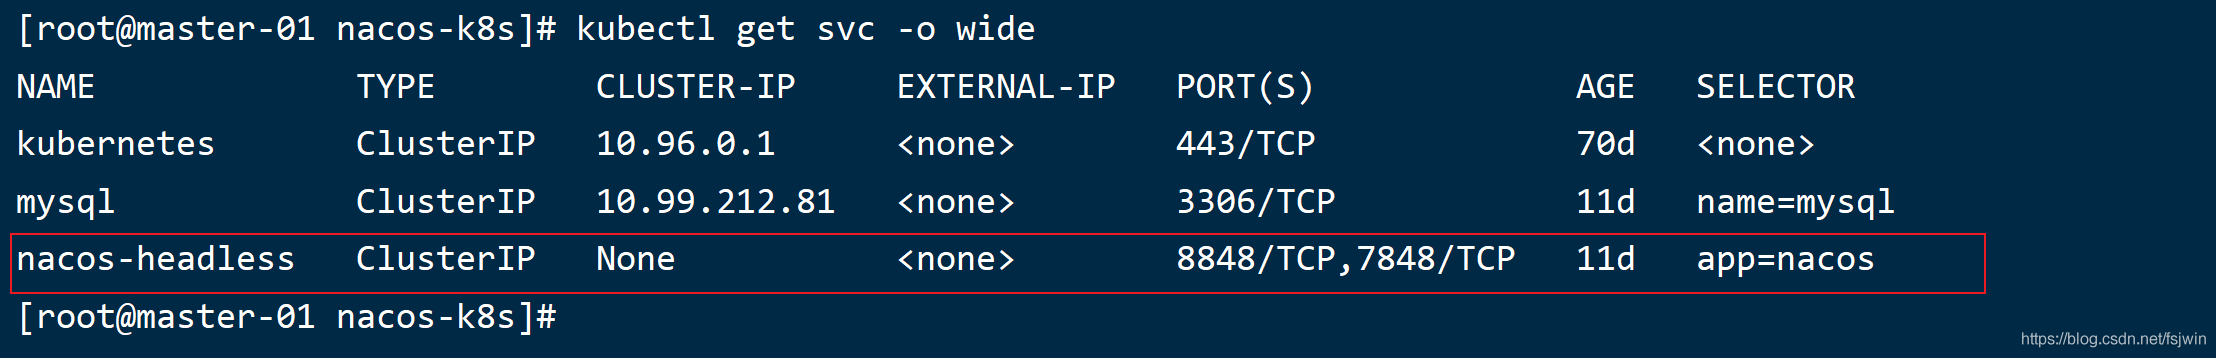 [root@master-01 nacos-k8s]# kubectl get svc -o wide
NAME TYPE CLUSTER-IP EXTERNAL-IP PORT(S) AGE SELECTOR
kubernetes ClusterIP 10.96.0.1 <none> 443/TCP 70d <none>
mysql ClusterIP 10.99.212.81 <none> 3306/TCP 11d name=mysql
nacos-headless ClusterIP None <none> 8848/TCP,7848/TCP 11d app=nacos
[root@master-01 nacos-k8s]#
https://blog.csdn.net/fsjwin